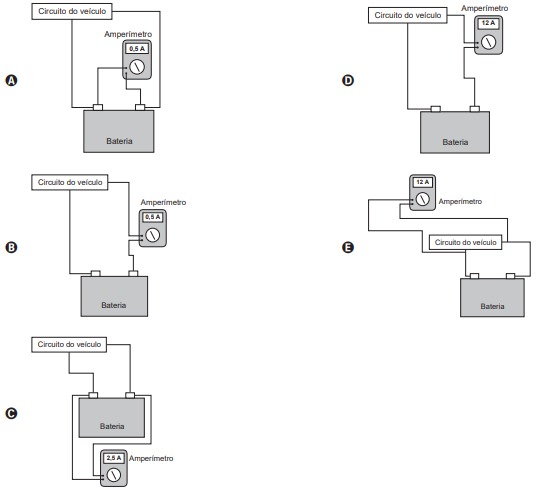 A
Circuito do veículo
Amperímetro
0,5 A
Bateria
B
Circuito do veículo
Amperímetro
0,5 A
Bateria
C
Circuito do veículo
Bateria
2,5 A
Amperímetro
D
Circuito do veículo
Amperímetro
12 A
Bateria
E
12 A
Amperímetro
Circuito do veículo
Bateria